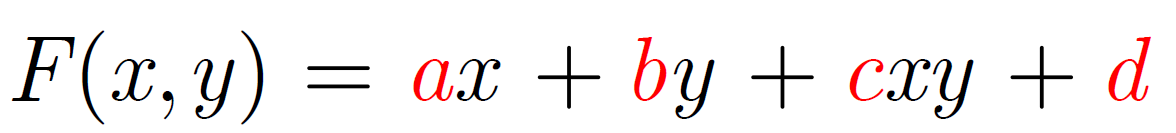 F(x, y) = ax + by + cxy + d